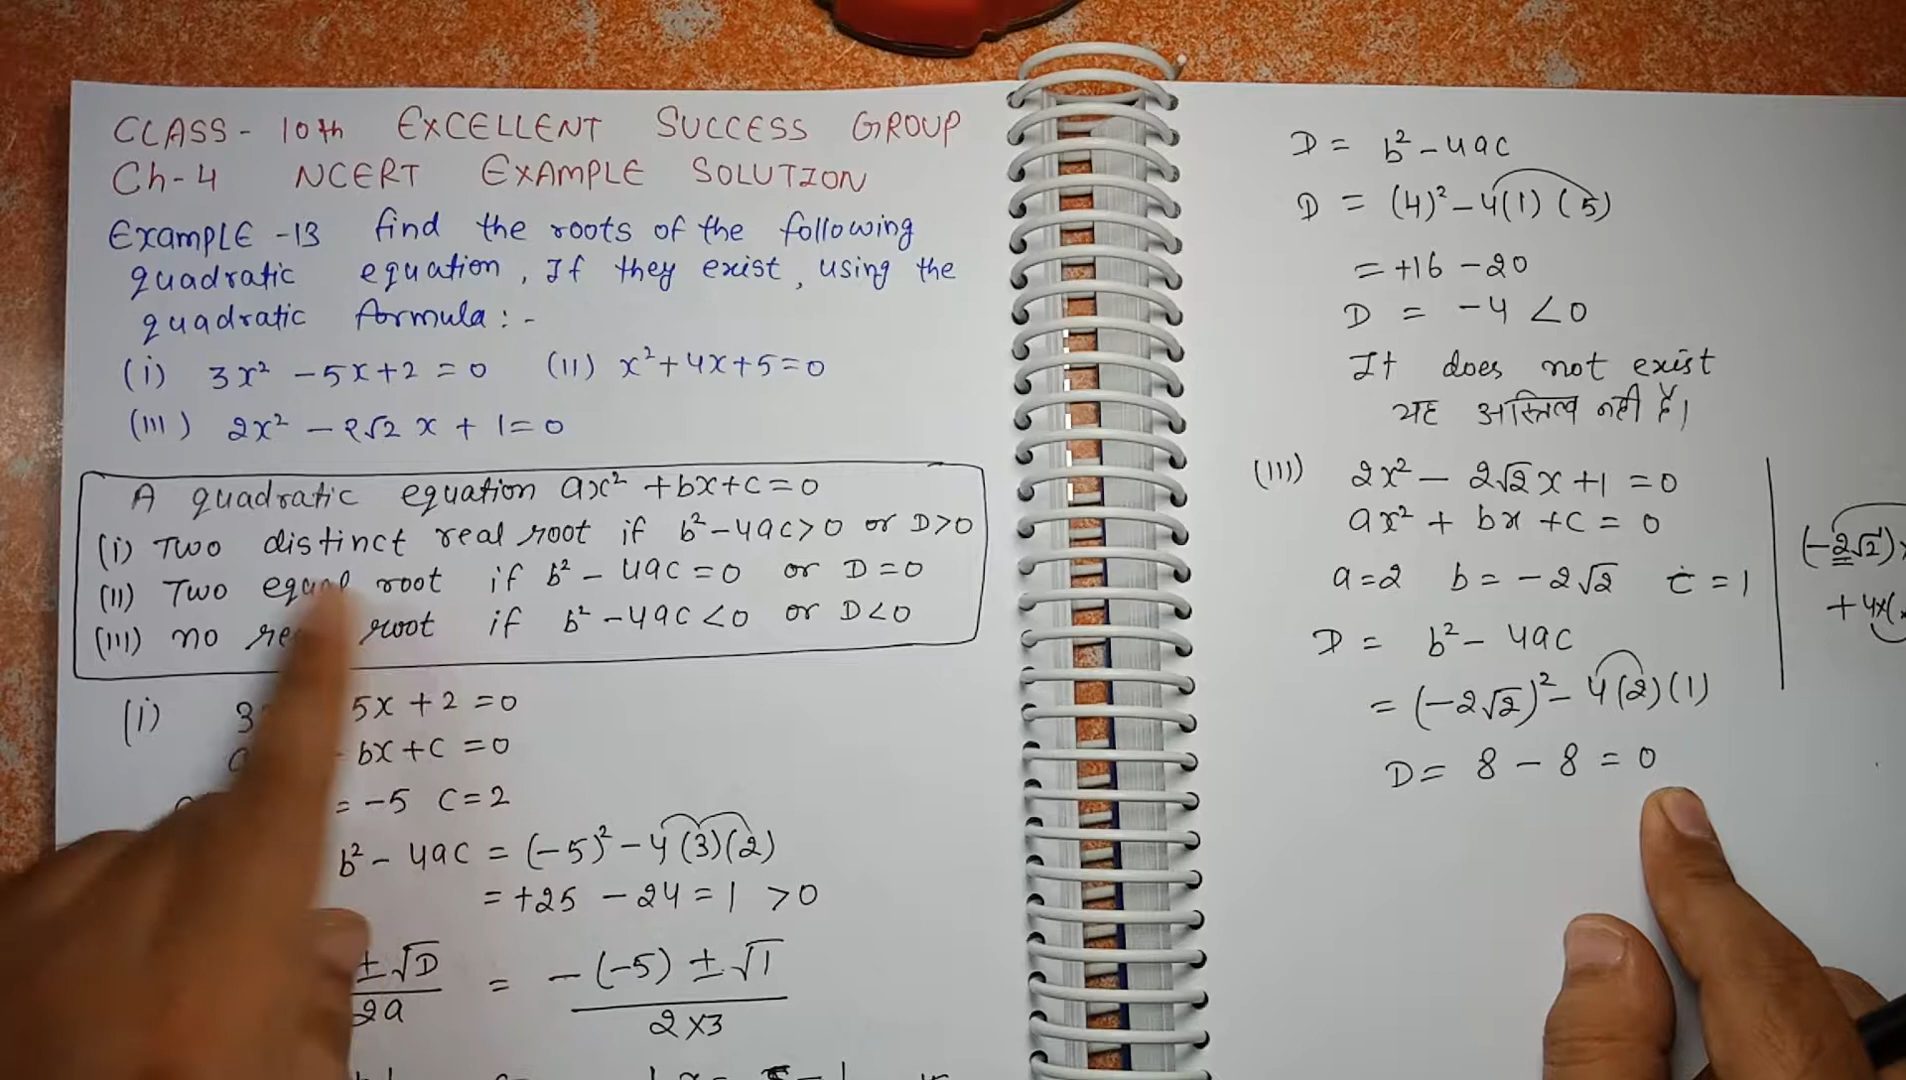 CLASS - 10th EXCELLENT SUCCESS GROUP
Ch-4 NCERT EXAMPLE SOLUTION
EXAMPLE -13 find the roots of the following
quadratic equation, If they exist, using the
quadratic formula :-
(i) 3x² - 5x + 2 = 0 (ii) x² + 4x + 5 = 0
(iii) 2x² - 2√2 x + 1 = 0
A quadratic equation ax² + bx + c = 0
(i) Two distinct real root if b² - 4ac > 0 or D > 0
(ii) Two equal root if b² - 4ac = 0 or D = 0
(iii) no root if b² - 4ac < 0 or D < 0
(i) 3 5x + 2 = 0
bx + c = 0
= -5 c = 2
b² - 4ac = (-5)² - 4(3)(2)
= +25 - 24 = 1 > 0
± √D / 2a = -(-5) ± √1 / 2×3
D = b² - 4ac
D = (4)² - 4(1)(5)
= +16 - 20
D = -4 < 0
It does not exist
यह अस्तित्व नहीं है।
(iii) 2x² - 2√2 x + 1 = 0
ax² + bx + c = 0
a = 2 b = -2√2 c = 1
D = b² - 4ac
= (-2√2)² - 4(2)(1)
D = 8 - 8 = 0
(-2√2)
+ 4×